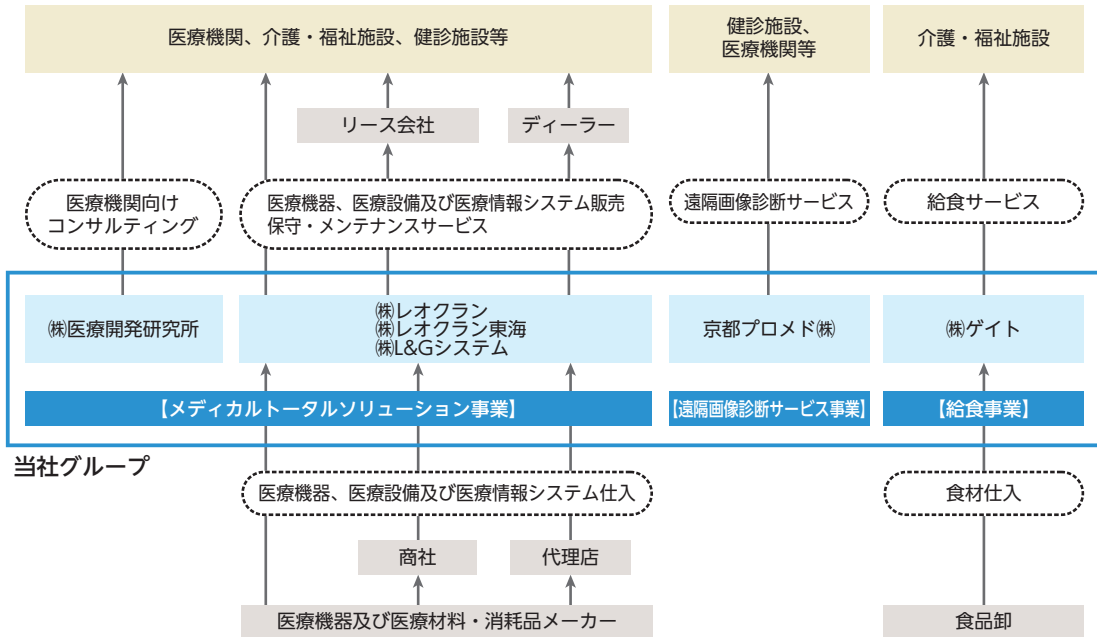 医療機関、介護・福祉施設、健診施設等
健診施設、
医療機関等
介護・福祉施設
リース会社
ディーラー
医療機関向け
コンサルティング
医療機器、医療設備及び医療情報システム販売
保守・メンテナンスサービス
遠隔画像診断サービス
給食サービス
㈱医療開発研究所
㈱レオクラン
㈱レオクラン東海
㈱L&Gシステム
京都プロメド㈱
㈱ゲイト
【メディカルトータルソリューション事業】
【遠隔画像診断サービス事業】
【給食事業】
当社グループ
医療機器、医療設備及び医療情報システム仕入
食材仕入
商社
代理店
医療機器及び医療材料・消耗品メーカー
食品卸